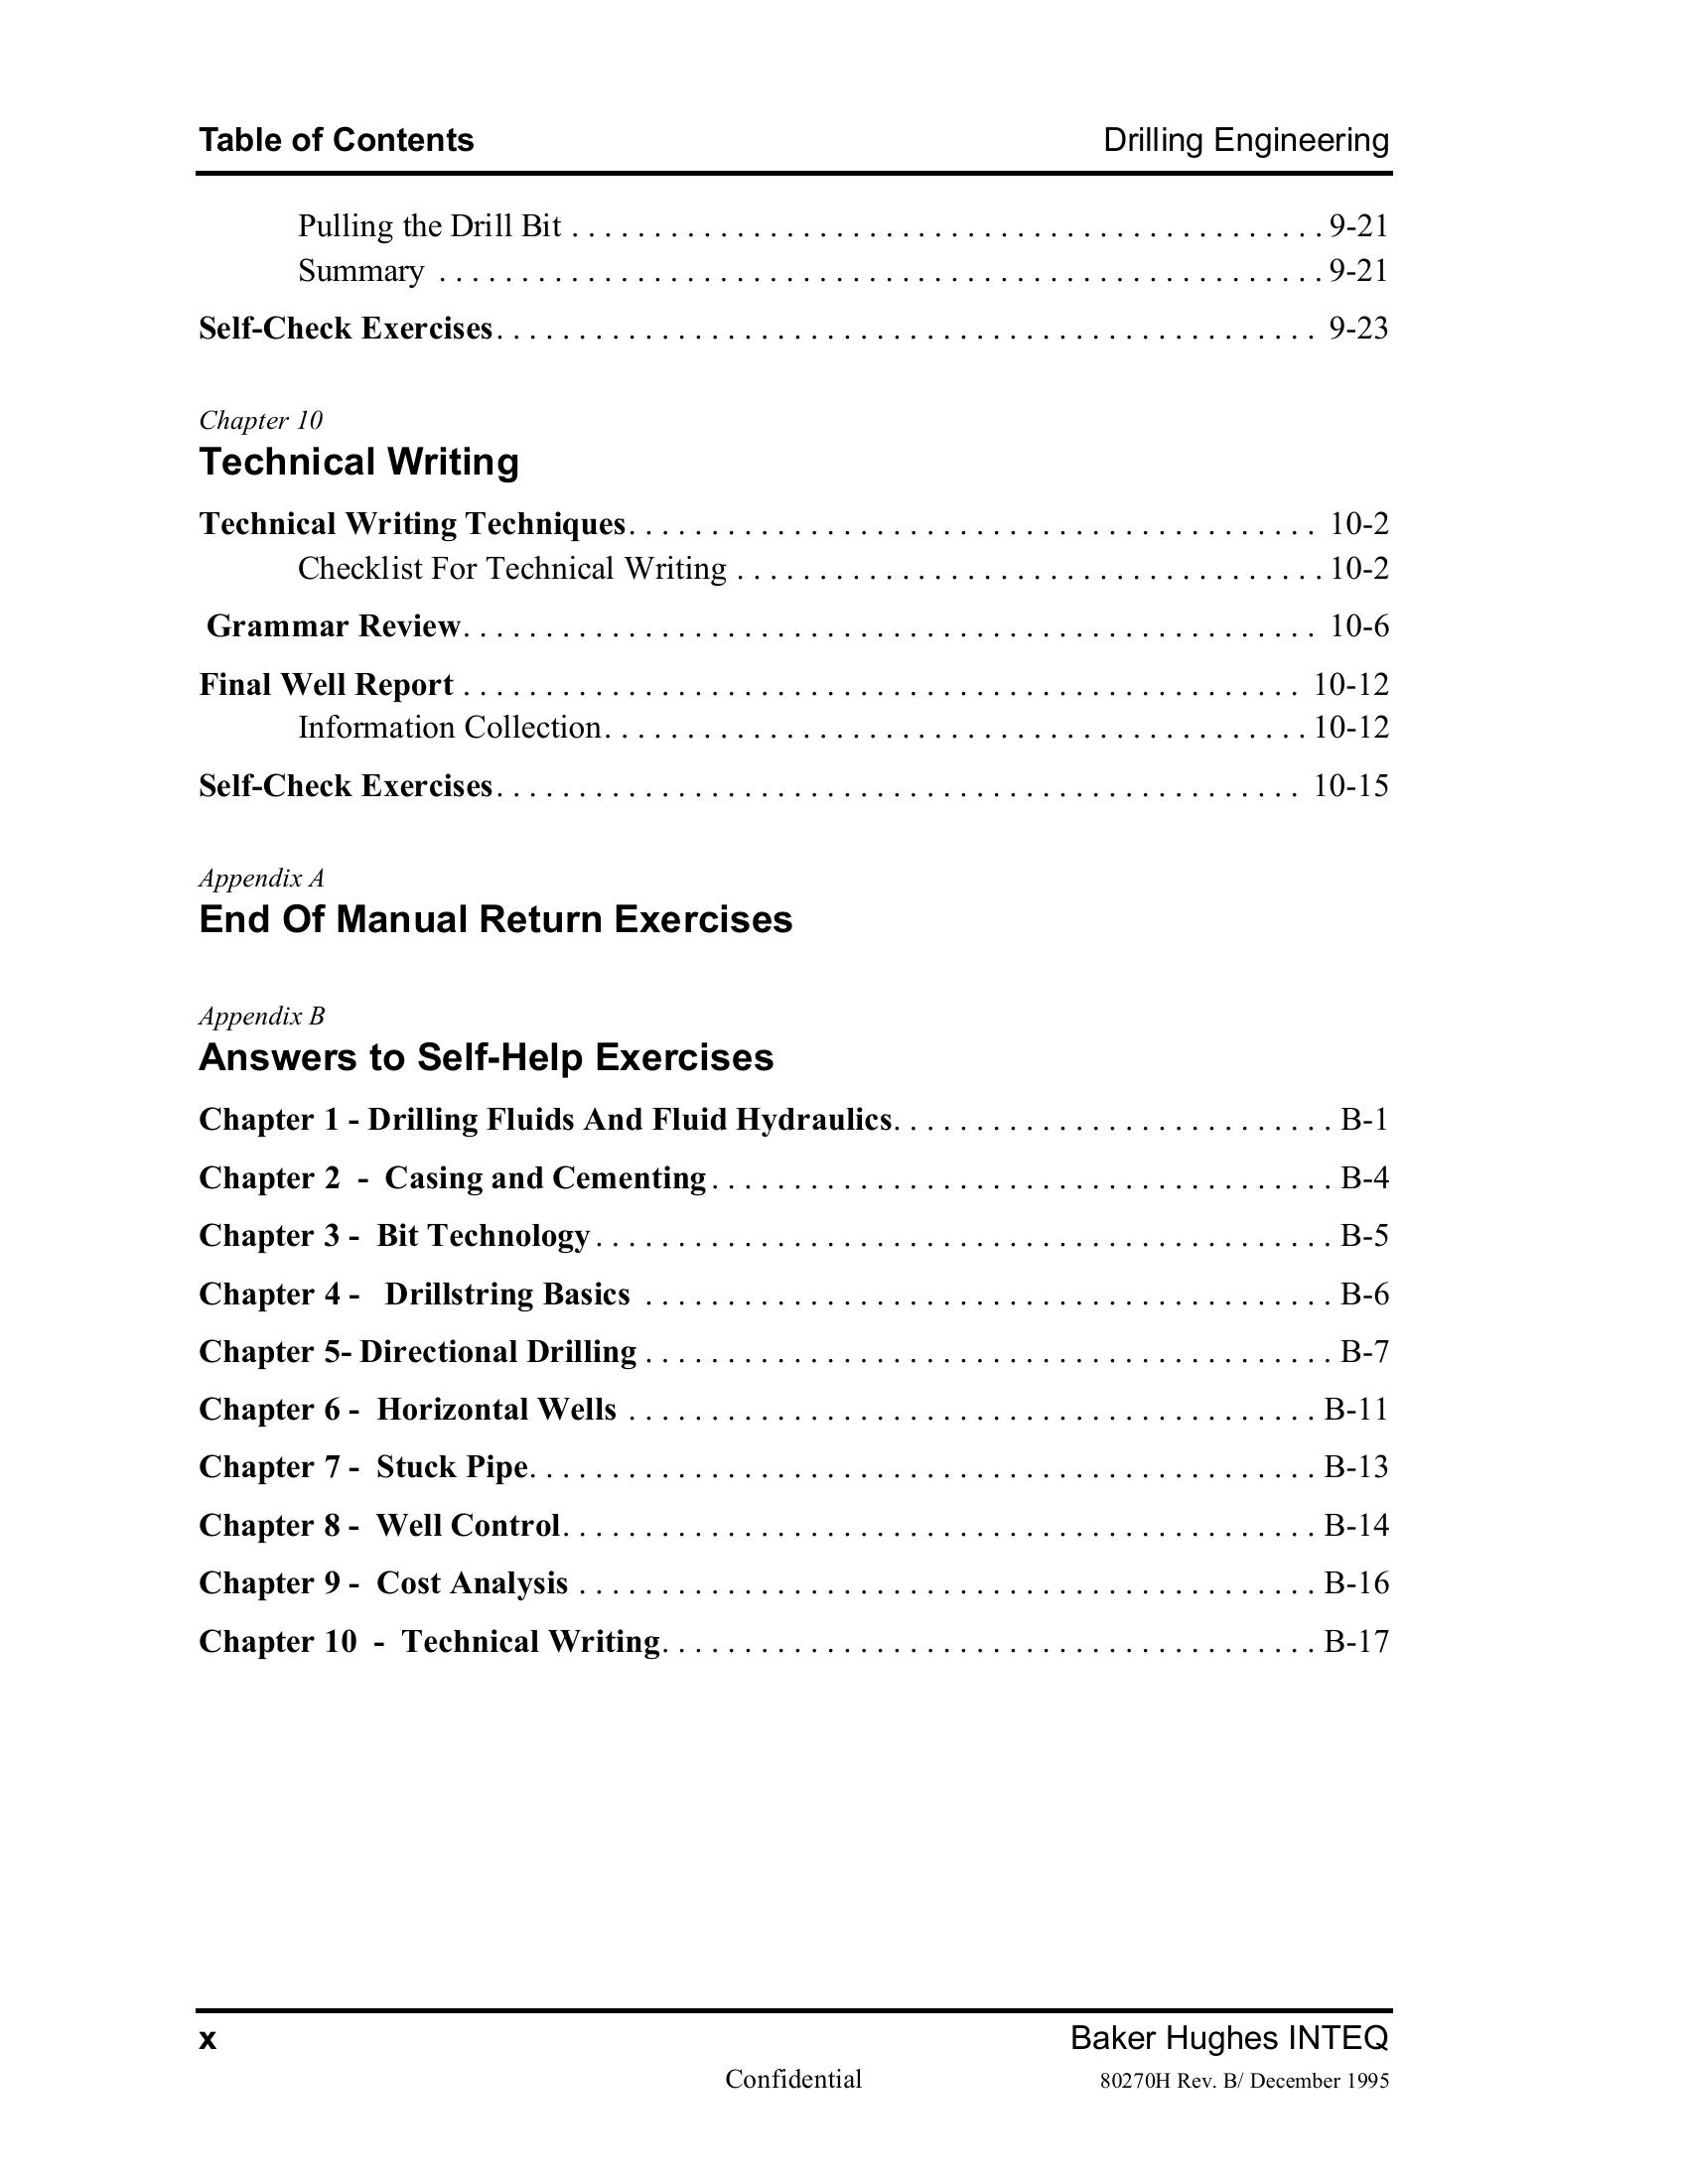 Table of Contents Drilling Engineering
Pulling the Drill Bit . . . . . . . . . . . . . . . . . . . . . . . . . . . . . . . . . . . . . . . . . . . . . . 9-21
Summary . . . . . . . . . . . . . . . . . . . . . . . . . . . . . . . . . . . . . . . . . . . . . . . . . . . . . . 9-21
Self-Check Exercises. . . . . . . . . . . . . . . . . . . . . . . . . . . . . . . . . . . . . . . . . . . . . . . . . . 9-23
Chapter 10
Technical Writing
Technical Writing Techniques. . . . . . . . . . . . . . . . . . . . . . . . . . . . . . . . . . . . . . . . . . 10-2
Checklist For Technical Writing . . . . . . . . . . . . . . . . . . . . . . . . . . . . . . . . . . . . 10-2
Grammar Review. . . . . . . . . . . . . . . . . . . . . . . . . . . . . . . . . . . . . . . . . . . . . . . . . . . . 10-6
Final Well Report . . . . . . . . . . . . . . . . . . . . . . . . . . . . . . . . . . . . . . . . . . . . . . . . . . . 10-12
Information Collection. . . . . . . . . . . . . . . . . . . . . . . . . . . . . . . . . . . . . . . . . . . 10-12
Self-Check Exercises. . . . . . . . . . . . . . . . . . . . . . . . . . . . . . . . . . . . . . . . . . . . . . . . . 10-15
Appendix A
End Of Manual Return Exercises
Appendix B
Answers to Self-Help Exercises
Chapter 1 - Drilling Fluids And Fluid Hydraulics. . . . . . . . . . . . . . . . . . . . . . . . . . . B-1
Chapter 2 - Casing and Cementing . . . . . . . . . . . . . . . . . . . . . . . . . . . . . . . . . . . . . . B-4
Chapter 3 - Bit Technology . . . . . . . . . . . . . . . . . . . . . . . . . . . . . . . . . . . . . . . . . . . . . B-5
Chapter 4 - Drillstring Basics . . . . . . . . . . . . . . . . . . . . . . . . . . . . . . . . . . . . . . . . . . B-6
Chapter 5- Directional Drilling . . . . . . . . . . . . . . . . . . . . . . . . . . . . . . . . . . . . . . . . . . B-7
Chapter 6 - Horizontal Wells . . . . . . . . . . . . . . . . . . . . . . . . . . . . . . . . . . . . . . . . . . B-11
Chapter 7 - Stuck Pipe. . . . . . . . . . . . . . . . . . . . . . . . . . . . . . . . . . . . . . . . . . . . . . . . B-13
Chapter 8 - Well Control. . . . . . . . . . . . . . . . . . . . . . . . . . . . . . . . . . . . . . . . . . . . . . B-14
Chapter 9 - Cost Analysis . . . . . . . . . . . . . . . . . . . . . . . . . . . . . . . . . . . . . . . . . . . . . B-16
Chapter 10 - Technical Writing. . . . . . . . . . . . . . . . . . . . . . . . . . . . . . . . . . . . . . . . B-17
x Baker Hughes INTEQ
Confidential 80270H Rev. B/ December 1995